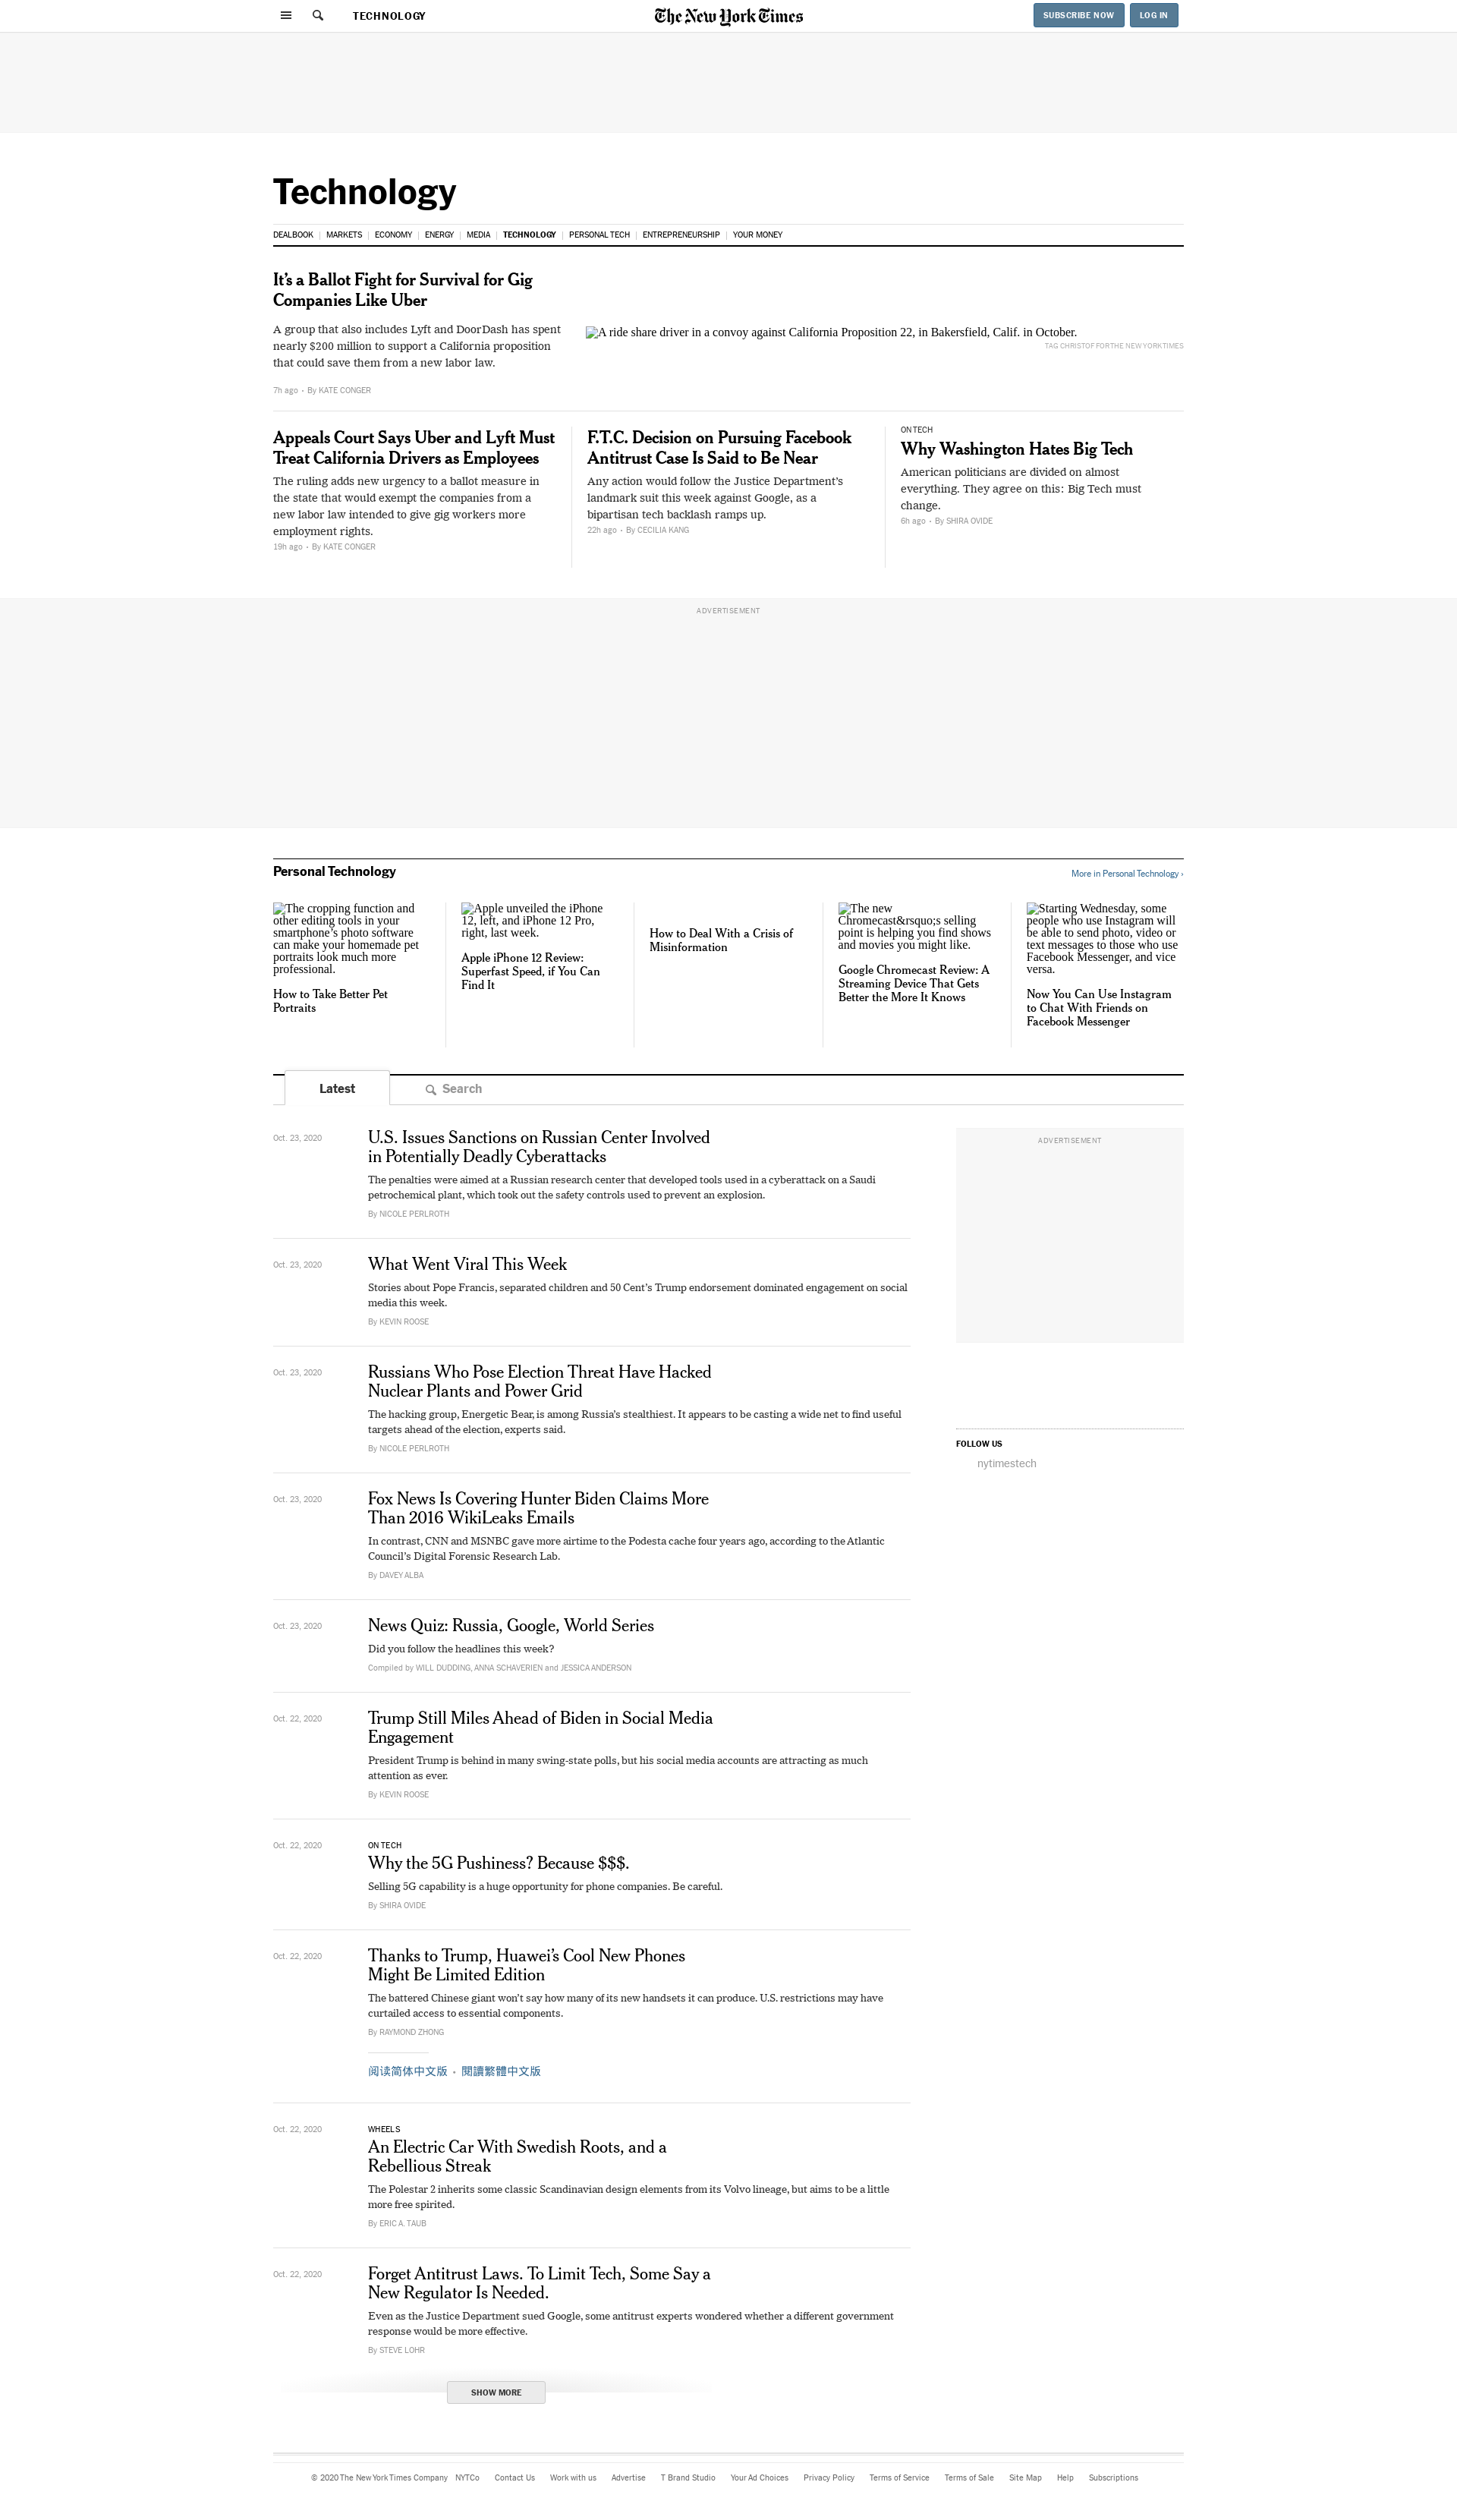 TECHNOLOGY
The New York Times
SUBSCRIBE NOW
LOG IN
Technology
DEALBOOK
MARKETS
ECONOMY
ENERGY
MEDIA
TECHNOLOGY
PERSONAL TECH
ENTREPRENEURSHIP
YOUR MONEY
It’s a Ballot Fight for Survival for Gig
Companies Like Uber
A group that also includes Lyft and DoorDash has spent
nearly $200 million to support a California proposition
that could save them from a new labor law.
7h ago • By KATE CONGER
A ride share driver in a convoy against California Proposition 22, in Bakersfield, Calif. in October.
TAG CHRISTOF FOR THE NEW YORK TIMES
Appeals Court Says Uber and Lyft Must
Treat California Drivers as Employees
The ruling adds new urgency to a ballot measure in
the state that would exempt the companies from a
new labor law intended to give gig workers more
employment rights.
19h ago • By KATE CONGER
F.T.C. Decision on Pursuing Facebook
Antitrust Case Is Said to Be Near
Any action would follow the Justice Department’s
landmark suit this week against Google, as a
bipartisan tech backlash ramps up.
22h ago • By CECILIA KANG
ON TECH
Why Washington Hates Big Tech
American politicians are divided on almost
everything. They agree on this: Big Tech must
change.
6h ago • By SHIRA OVIDE
ADVERTISEMENT
Personal Technology
More in Personal Technology ›
The cropping function and
other editing tools in your
smartphone’s photo software
can make your homemade pet
portraits look much more
professional.
How to Take Better Pet
Portraits
Apple unveiled the iPhone
12, left, and iPhone 12 Pro,
right, last week.
Apple iPhone 12 Review:
Superfast Speed, if You Can
Find It
How to Deal With a Crisis of
Misinformation
The new
Chromecast&rsquo;s selling
point is helping you find shows
and movies you might like.
Google Chromecast Review: A
Streaming Device That Gets
Better the More It Knows
Starting Wednesday, some
people who use Instagram will
be able to send photo, video or
text messages to those who use
Facebook Messenger, and vice
versa.
Now You Can Use Instagram
to Chat With Friends on
Facebook Messenger
Latest
Search
Oct. 23, 2020
U.S. Issues Sanctions on Russian Center Involved
in Potentially Deadly Cyberattacks
The penalties were aimed at a Russian research center that developed tools used in a cyberattack on a Saudi
petrochemical plant, which took out the safety controls used to prevent an explosion.
By NICOLE PERLROTH
ADVERTISEMENT
Oct. 23, 2020
What Went Viral This Week
Stories about Pope Francis, separated children and 50 Cent’s Trump endorsement dominated engagement on social
media this week.
By KEVIN ROOSE
Oct. 23, 2020
Russians Who Pose Election Threat Have Hacked
Nuclear Plants and Power Grid
The hacking group, Energetic Bear, is among Russia’s stealthiest. It appears to be casting a wide net to find useful
targets ahead of the election, experts said.
By NICOLE PERLROTH
FOLLOW US
nytimestech
Oct. 23, 2020
Fox News Is Covering Hunter Biden Claims More
Than 2016 WikiLeaks Emails
In contrast, CNN and MSNBC gave more airtime to the Podesta cache four years ago, according to the Atlantic
Council’s Digital Forensic Research Lab.
By DAVEY ALBA
Oct. 23, 2020
News Quiz: Russia, Google, World Series
Did you follow the headlines this week?
Compiled by WILL DUDDING, ANNA SCHAVERIEN and JESSICA ANDERSON
Oct. 22, 2020
Trump Still Miles Ahead of Biden in Social Media
Engagement
President Trump is behind in many swing-state polls, but his social media accounts are attracting as much
attention as ever.
By KEVIN ROOSE
Oct. 22, 2020
ON TECH
Why the 5G Pushiness? Because $$$.
Selling 5G capability is a huge opportunity for phone companies. Be careful.
By SHIRA OVIDE
Oct. 22, 2020
Thanks to Trump, Huawei’s Cool New Phones
Might Be Limited Edition
The battered Chinese giant won’t say how many of its new handsets it can produce. U.S. restrictions may have
curtailed access to essential components.
By RAYMOND ZHONG
阅读简体中文版 • 閱讀繁體中文版
Oct. 22, 2020
WHEELS
An Electric Car With Swedish Roots, and a
Rebellious Streak
The Polestar 2 inherits some classic Scandinavian design elements from its Volvo lineage, but aims to be a little
more free spirited.
By ERIC A. TAUB
Oct. 22, 2020
Forget Antitrust Laws. To Limit Tech, Some Say a
New Regulator Is Needed.
Even as the Justice Department sued Google, some antitrust experts wondered whether a different government
response would be more effective.
By STEVE LOHR
SHOW MORE
© 2020 The New York Times Company NYTCo Contact Us Work with us Advertise T Brand Studio Your Ad Choices Privacy Policy Terms of Service Terms of Sale Site Map Help Subscriptions